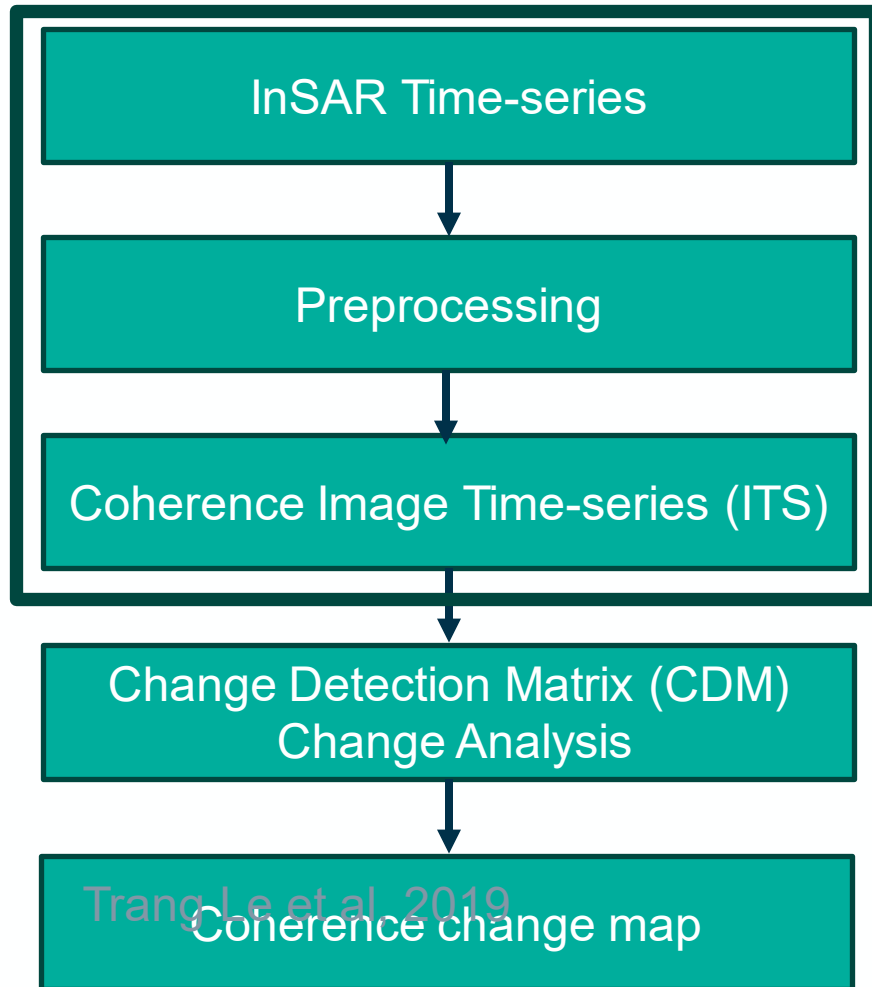 InSAR Time-series
Preprocessing
Coherence Image Time-series (ITS)
Change Detection Matrix (CDM)
Change Analysis
Trang Le et al, 2019
Coherence change map